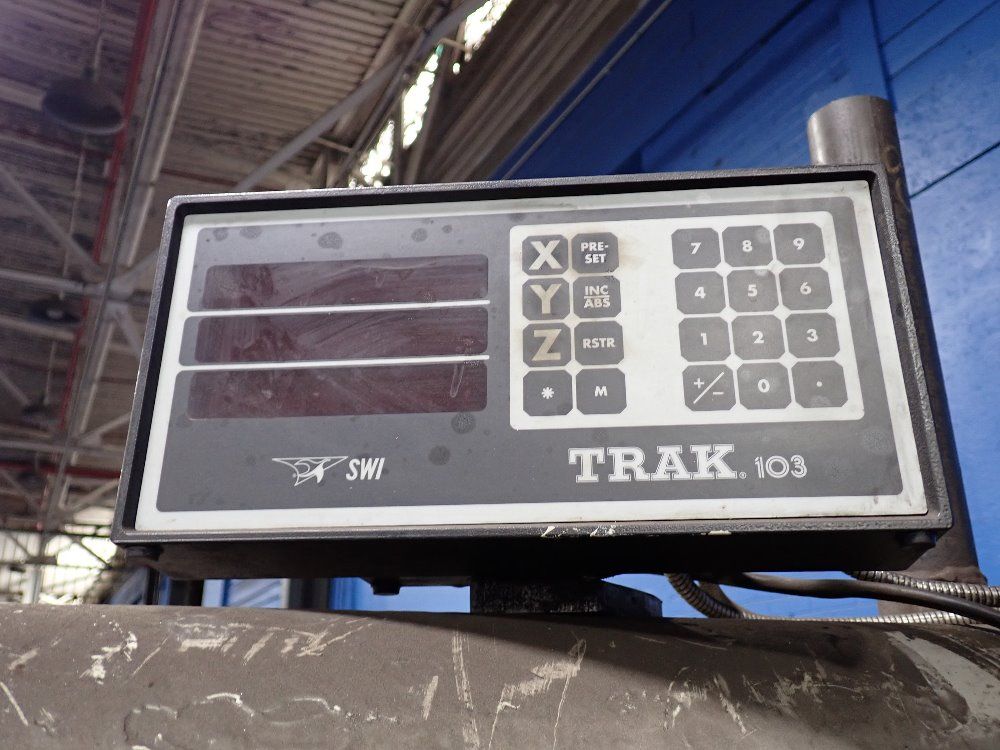 X PRE-SET 7 8 9
Y INC/ABS 4 5 6
Z RSTR 1 2 3
* M +/- 0 .
SWI TRAK® 103